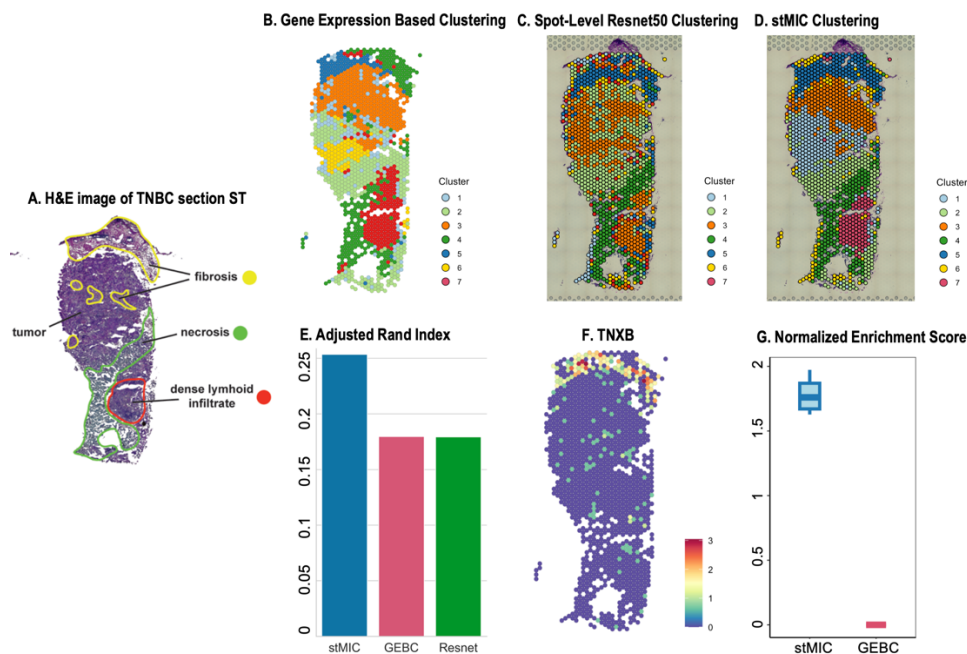 B. Gene Expression Based Clustering
C. Spot-Level Resnet50 Clustering
D. stMIC Clustering
Cluster
1
2
3
4
5
6
7
Cluster
1
2
3
4
5
6
7
Cluster
1
2
3
4
5
6
7
A. H&E image of TNBC section ST
fibrosis
tumor
necrosis
dense lymhoid
infiltrate
E. Adjusted Rand Index
0.25
0.2
0.15
0.1
0.05
0
stMIC
GEBC
Resnet
F. TNXB
3
2
1
0
G. Normalized Enrichment Score
2
1.5
1
0.5
0
stMIC
GEBC